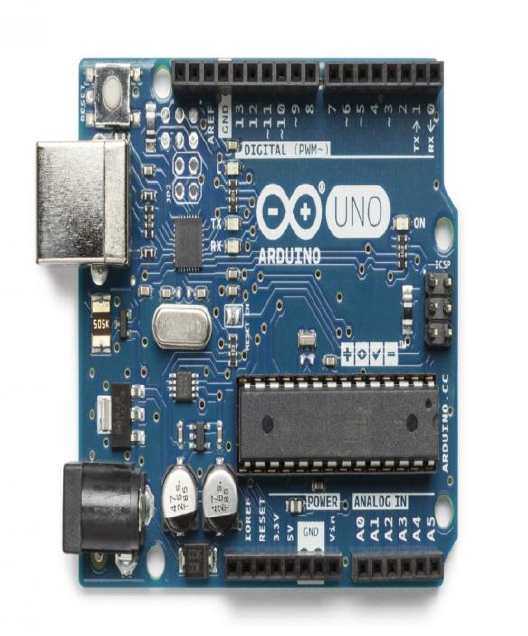 RESET
AREF
GND
13
12
~11
~10
~9
8
7
~6
~5
4
~3
2
TX→1
RX←0
DIGITAL (PWM~)
TX
RX
UNO
ARDUINO
ON
ICSP
RESET EN
ARDUINO.CC
IOREF
RESET
3.3V
5V
GND
Vin
POWER
ANALOG IN
A0
A1
A2
A3
A4
A5